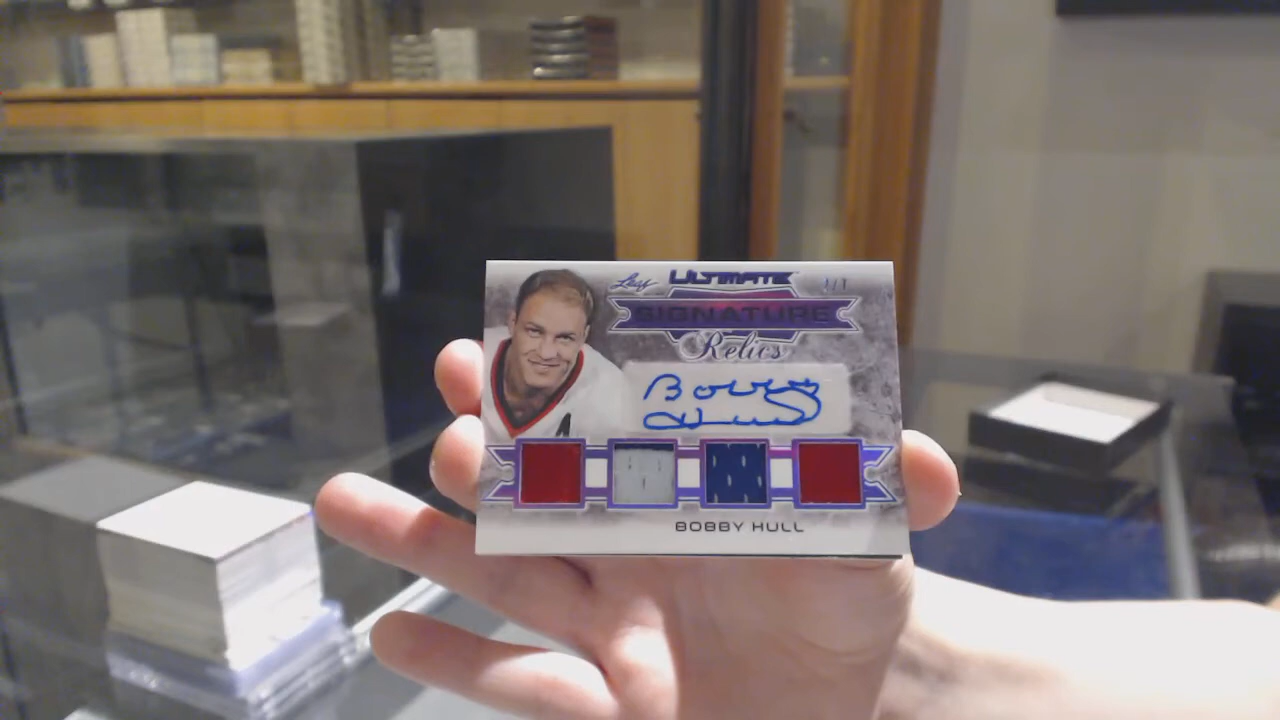 Leaf ULTIMATE
SIGNATURE
Relics
Bobby
Hull
BOBBY HULL